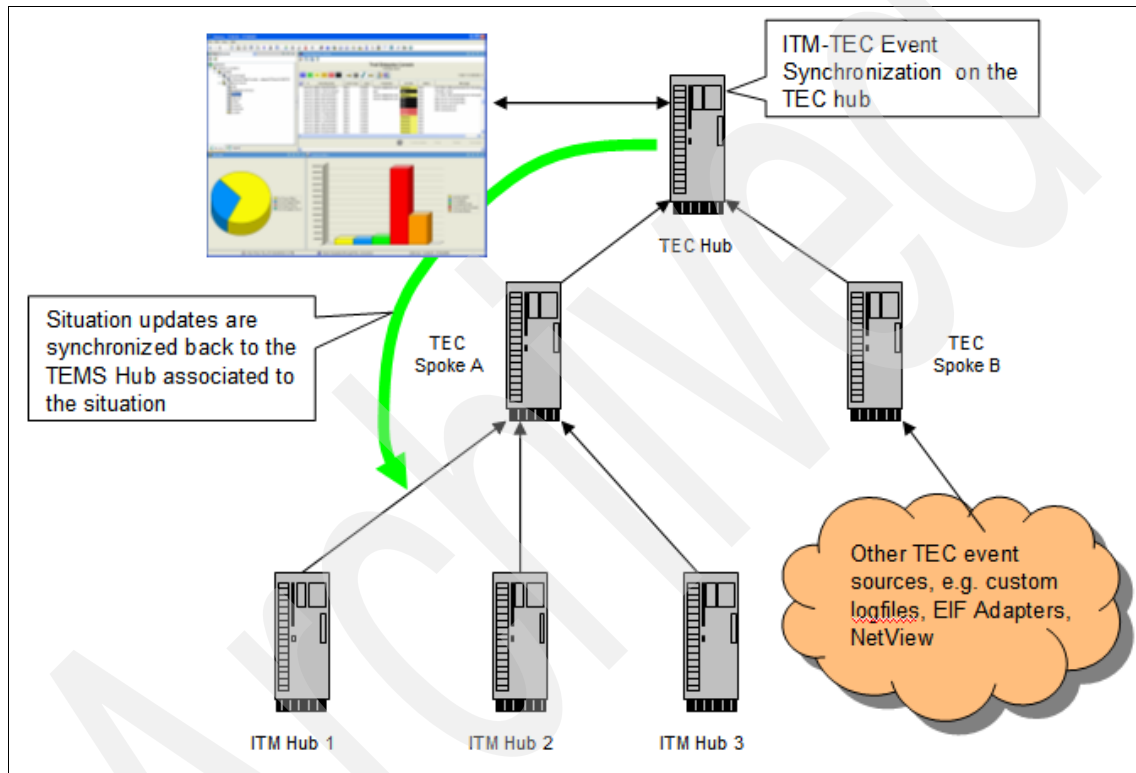 ITM-TEC Event
Synchronization on the
TEC hub
TEC Hub
Situation updates are
synchronized back to the
TEMS Hub associated to
the situation
TEC
Spoke A
TEC
Spoke B
Other TEC event
sources, e.g. custom
logfiles, EIF Adapters,
NetView
ITM Hub 1
ITM Hub 2
ITM Hub 3
Archived